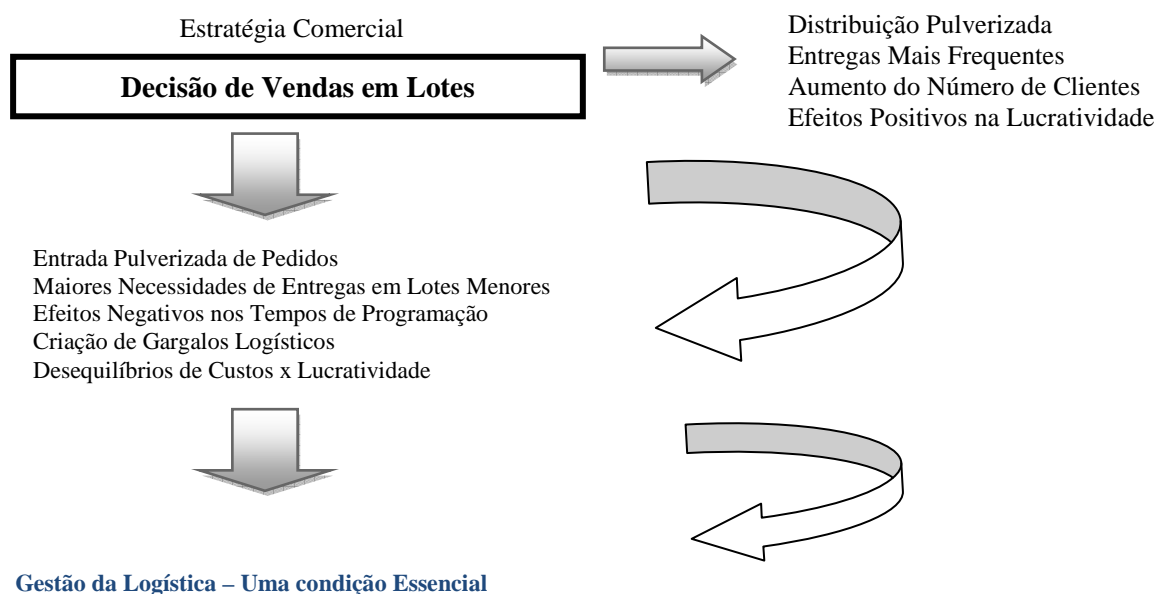 Estratégia Comercial
Decisão de Vendas em Lotes
Distribuição Pulverizada
Entregas Mais Frequentes
Aumento do Número de Clientes
Efeitos Positivos na Lucratividade
Entrada Pulverizada de Pedidos
Maiores Necessidades de Entregas em Lotes Menores
Efeitos Negativos nos Tempos de Programação
Criação de Gargalos Logísticos
Desequilíbrios de Custos x Lucratividade
Gestão da Logística – Uma condição Essencial